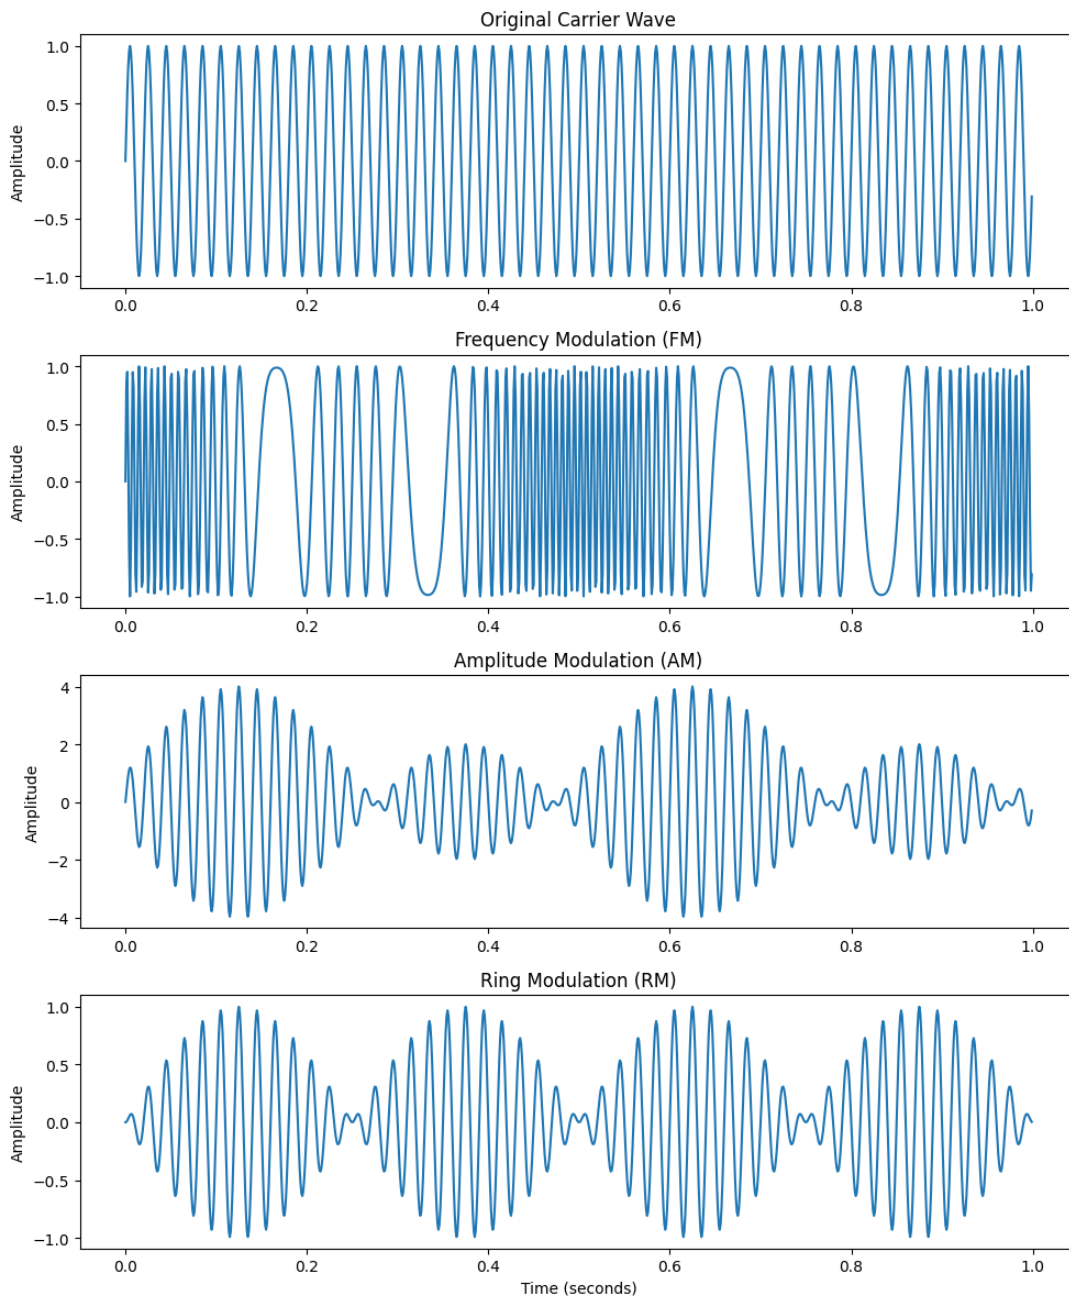 Original Carrier Wave
1.0
0.5
0.0
−0.5
−1.0
Amplitude
0.0 0.2 0.4 0.6 0.8 1.0
Frequency Modulation (FM)
1.0
0.5
0.0
−0.5
−1.0
Amplitude
0.0 0.2 0.4 0.6 0.8 1.0
Amplitude Modulation (AM)
4
2
0
−2
−4
Amplitude
0.0 0.2 0.4 0.6 0.8 1.0
Ring Modulation (RM)
1.0
0.5
0.0
−0.5
−1.0
Amplitude
0.0 0.2 0.4 0.6 0.8 1.0
Time (seconds)